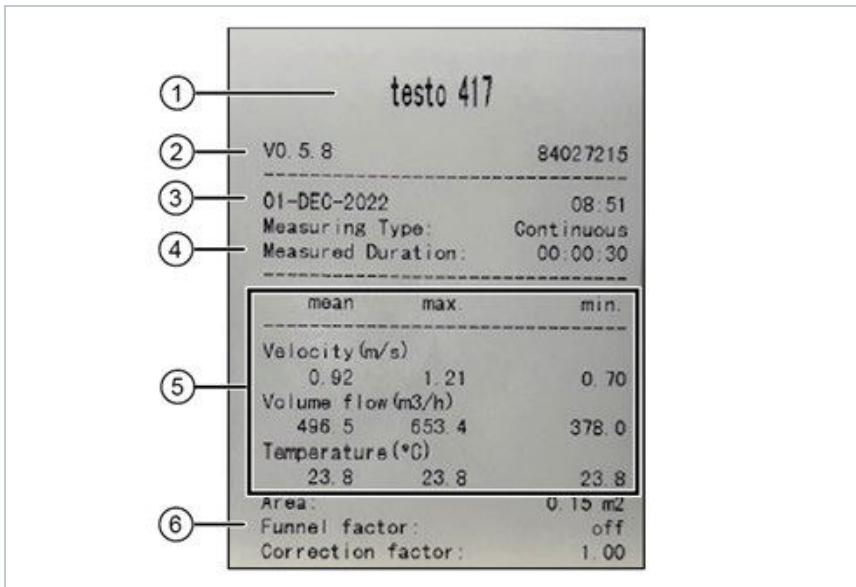 1 testo 417
2 V0.5.8 84027215
3 01-DEC-2022 08:51
Measuring Type: Continuous
4 Measured Duration: 00:00:30
mean max. min.
Velocity(m/s)
0.92 1.21 0.70
5
Volume flow(m3/h)
496.5 653.4 378.0
Temperature(°C)
23.8 23.8 23.8
Area: 0.15 m2
6 Funnel factor: off
Correction factor: 1.00